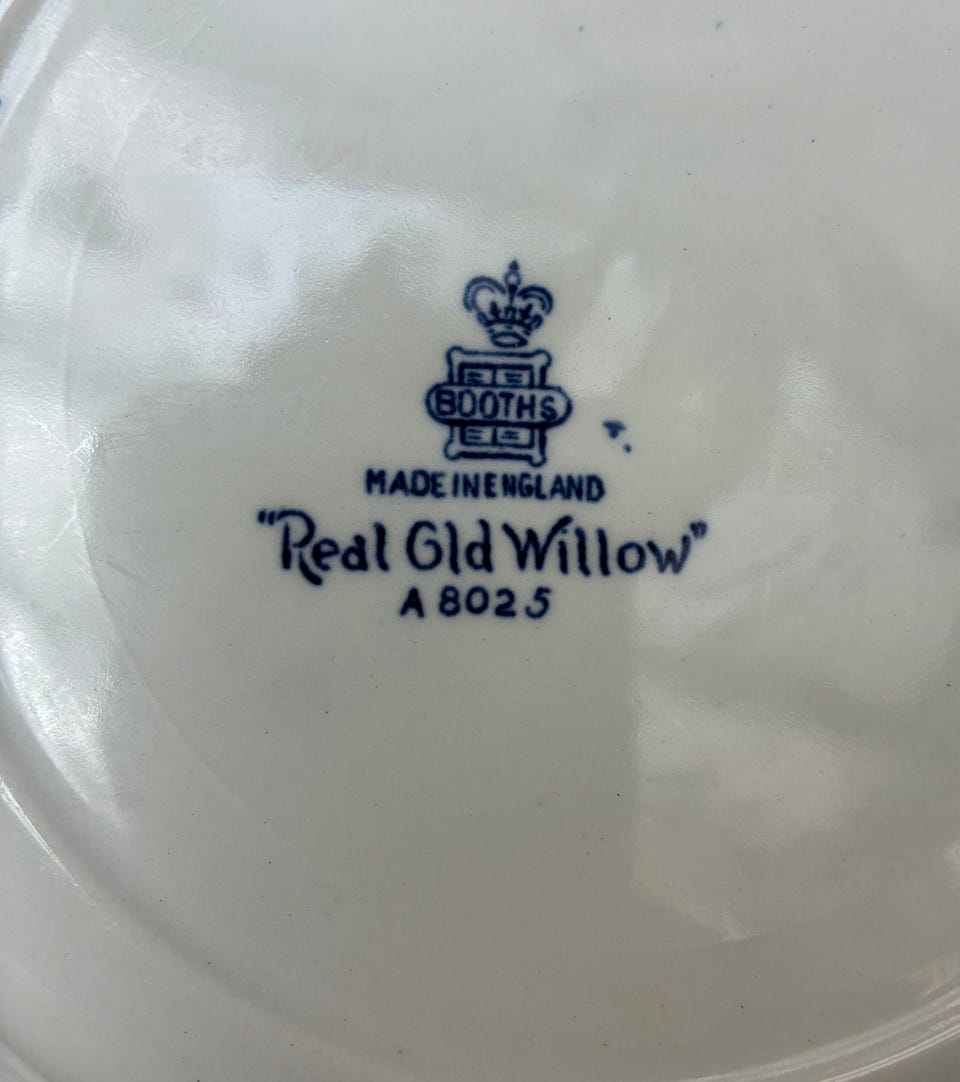 BOOTHS
MADE IN ENGLAND
"Real Old Willow"
A 8025